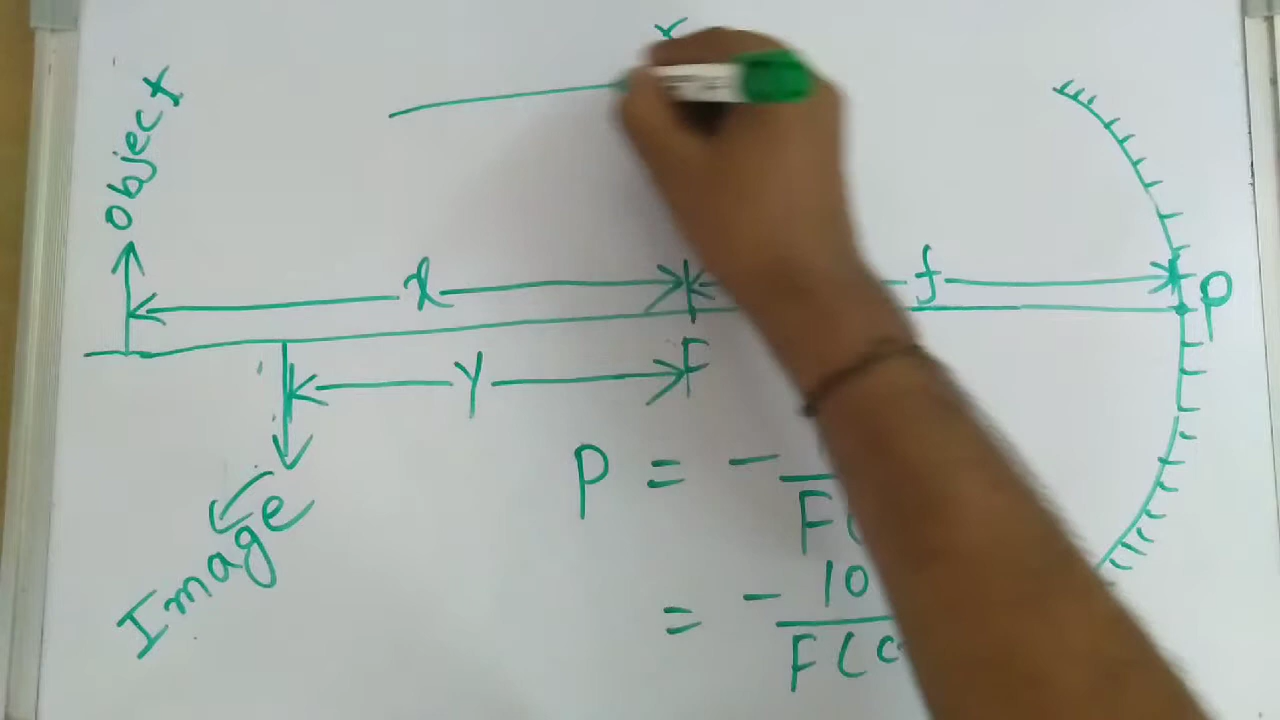 object
x f
P
y F
Image
P = -
F(
= - 10
F(c